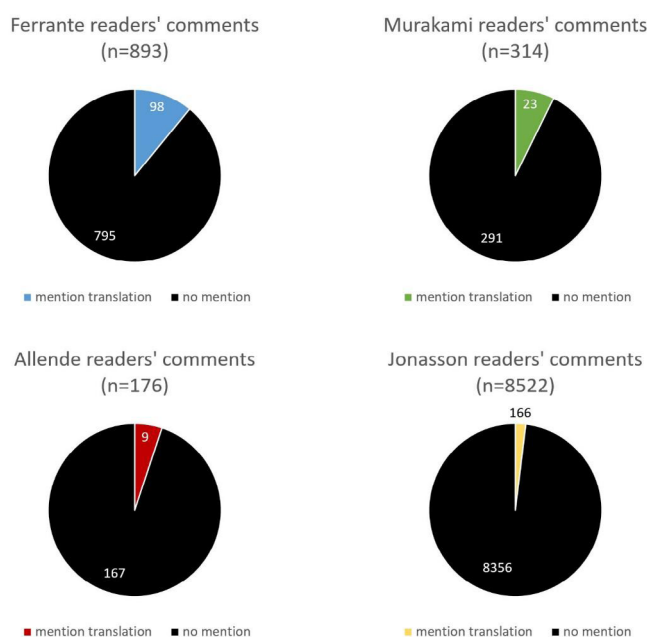 Ferrante readers' comments
(n=893)
98
795
mention translation no mention
Murakami readers' comments
(n=314)
23
291
mention translation no mention
Allende readers' comments
(n=176)
9
167
mention translation no mention
Jonasson readers' comments
(n=8522)
166
8356
mention translation no mention